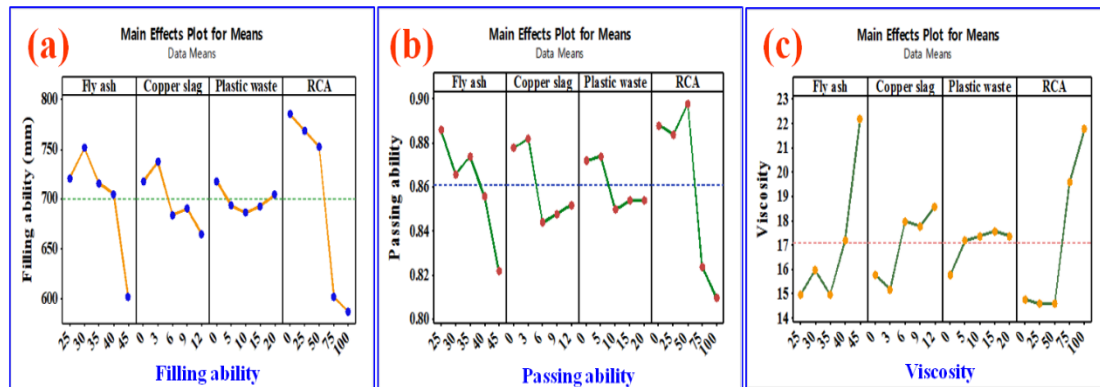 (a)
Main Effects Plot for Means
Data Means
Fly ash Copper slag Plastic waste RCA
Filling ability (mm)
800
750
700
650
600
25 30 35 40 45 0 3 6 9 12 0 5 10 15 20 0 25 50 75 100
Filling ability
(b)
Main Effects Plot for Means
Data Means
Fly ash Copper slag Plastic waste RCA
Passing ability
0.90
0.88
0.86
0.84
0.82
0.80
25 30 35 40 45 0 3 6 9 12 0 5 10 15 20 0 25 50 75 100
Passing ability
(c)
Main Effects Plot for Means
Data Means
Fly ash Copper slag Plastic waste RCA
Viscosity
23
22
21
20
19
18
17
16
15
14
25 30 35 40 45 0 3 6 9 12 0 5 10 15 20 0 25 50 75 100
Viscosity